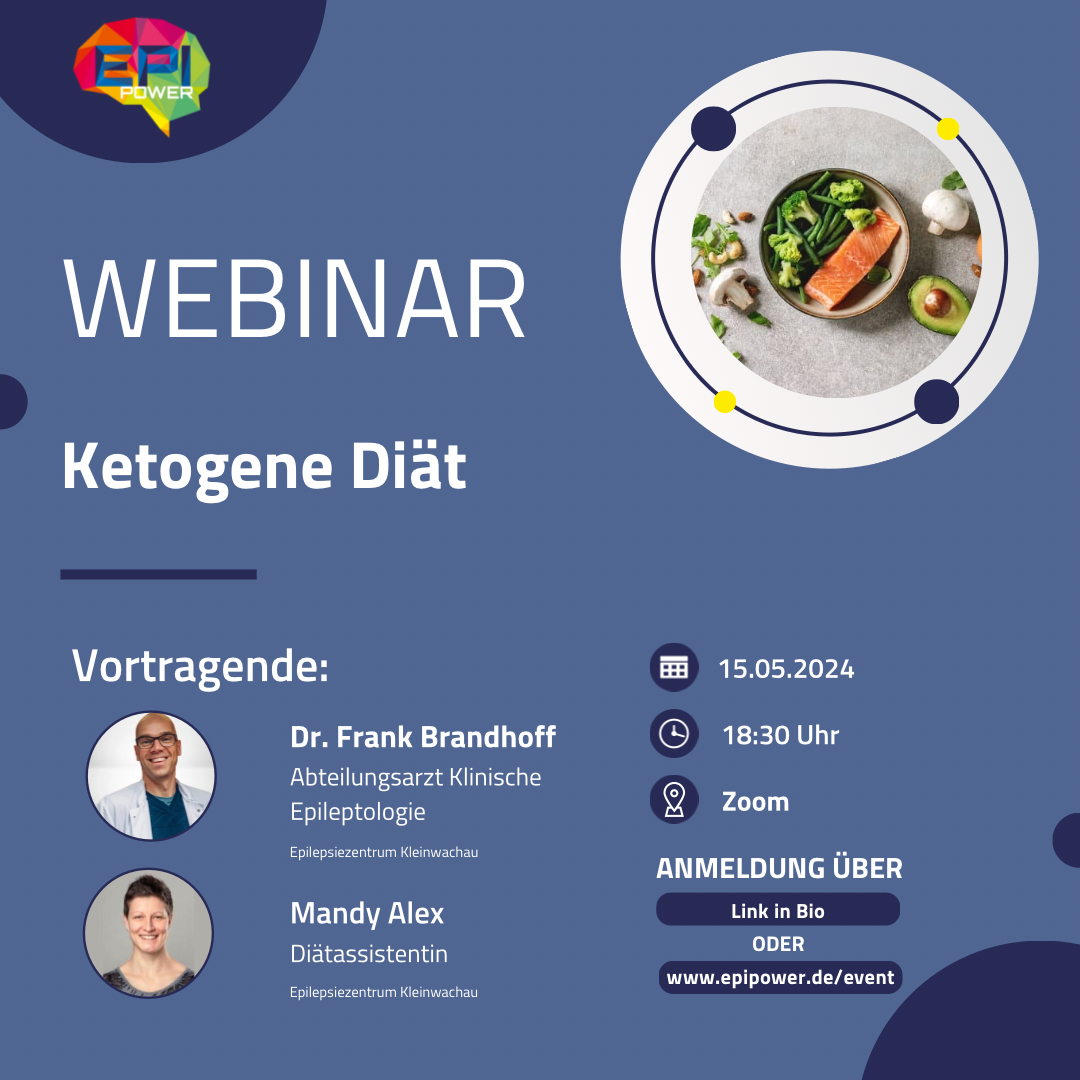 EPI
POWER
WEBINAR
Ketogene Diät
Vortragende:
Dr. Frank Brandhoff
Abteilungsarzt Klinische
Epileptologie
Epilepsiezentrum Kleinwachau
Mandy Alex
Diätassistentin
Epilepsiezentrum Kleinwachau
15.05.2024
18:30 Uhr
Zoom
ANMELDUNG ÜBER
Link in Bio
ODER
www.epipower.de/event